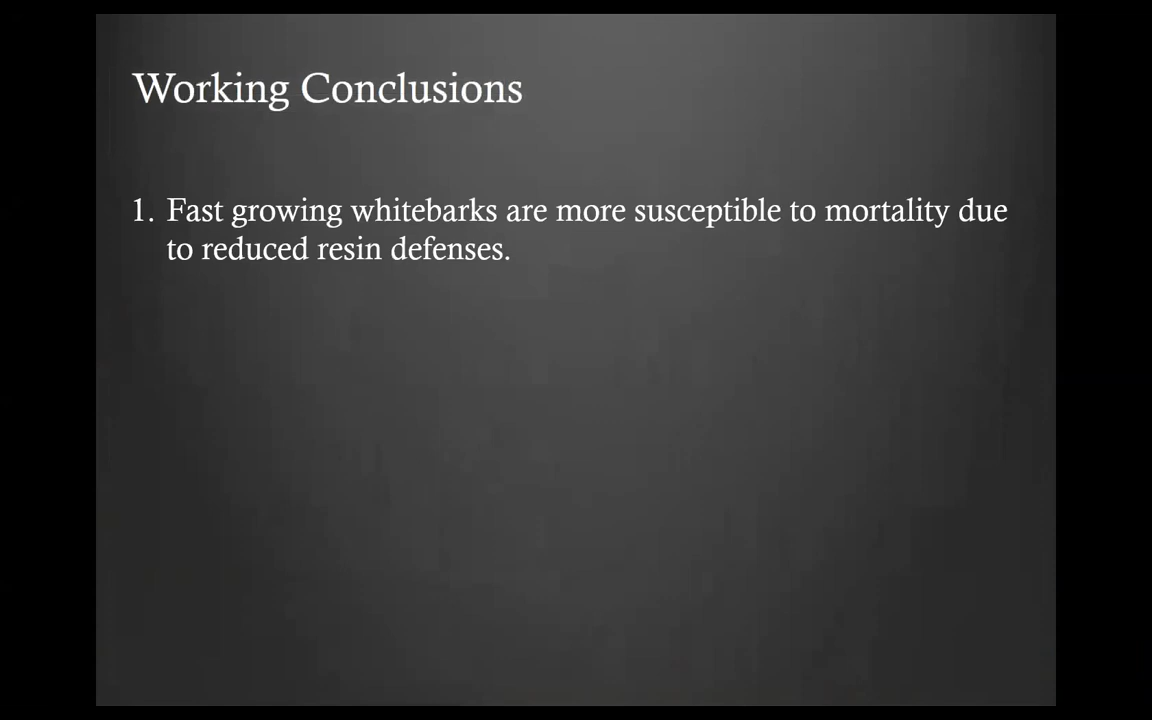 Working Conclusions
1. Fast growing whitebarks are more susceptible to mortality due
to reduced resin defenses.